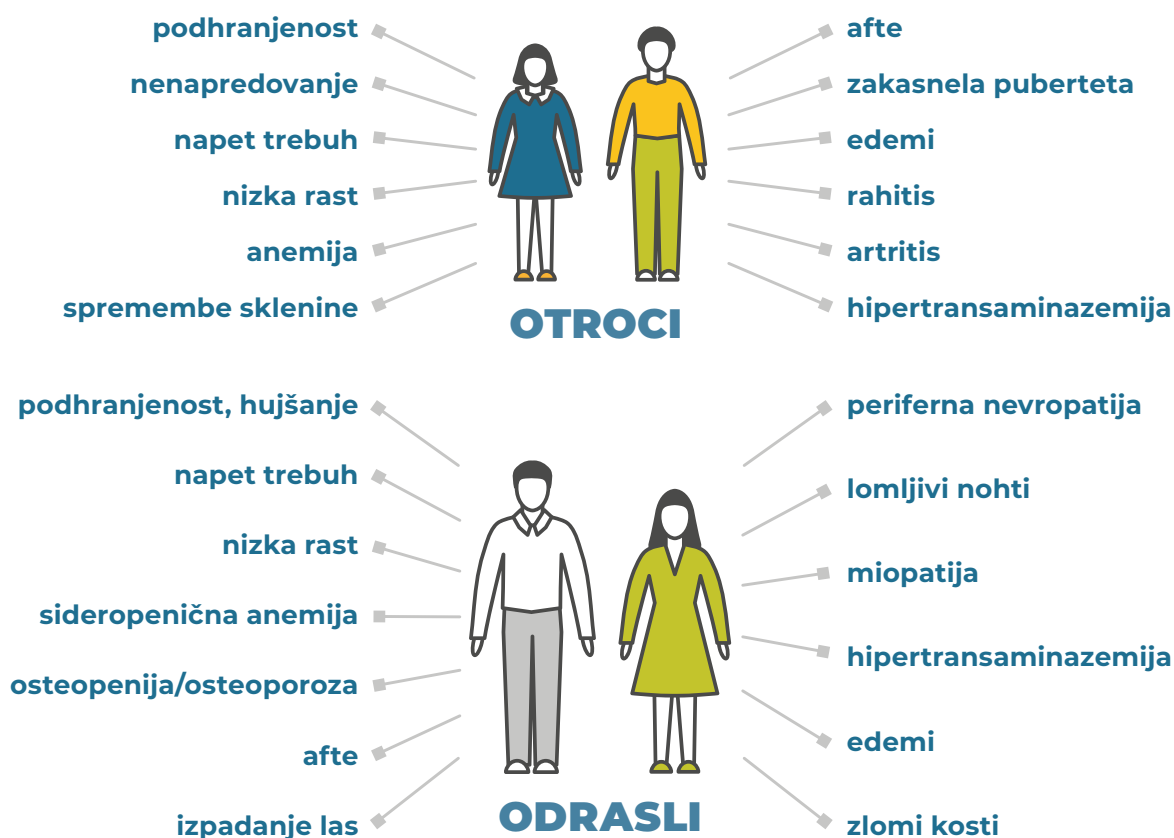 podhranjenost
nenapredovanje
napet trebuh
nizka rast
anemija
spremembe sklenine
afte
zakasnela puberteta
edemi
rahitis
artritis
hipertransaminazemija
OTROCI
podhranjenost, hujšanje
napet trebuh
nizka rast
sideropenična anemija
osteopenija/osteoporoza
afte
izpadanje las
periferna nevropatija
lomljivi nohti
miopatija
hipertransaminazemija
edemi
zlomi kosti
ODRASLI